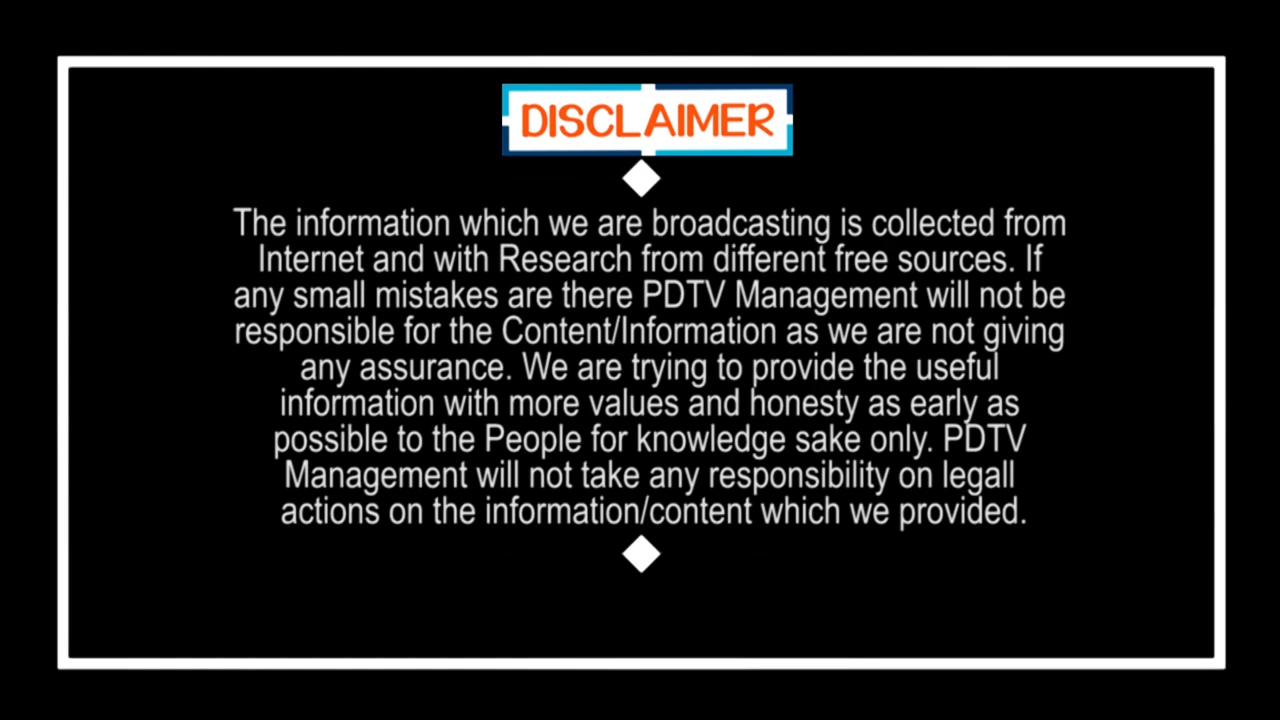 DISCLAIMER
The information which we are broadcasting is collected from
Internet and with Research from different free sources. If
any small mistakes are there PDTV Management will not be
responsible for the Content/Information as we are not giving
any assurance. We are trying to provide the useful
information with more values and honesty as early as
possible to the People for knowledge sake only. PDTV
Management will not take any responsibility on legall
actions on the information/content which we provided.